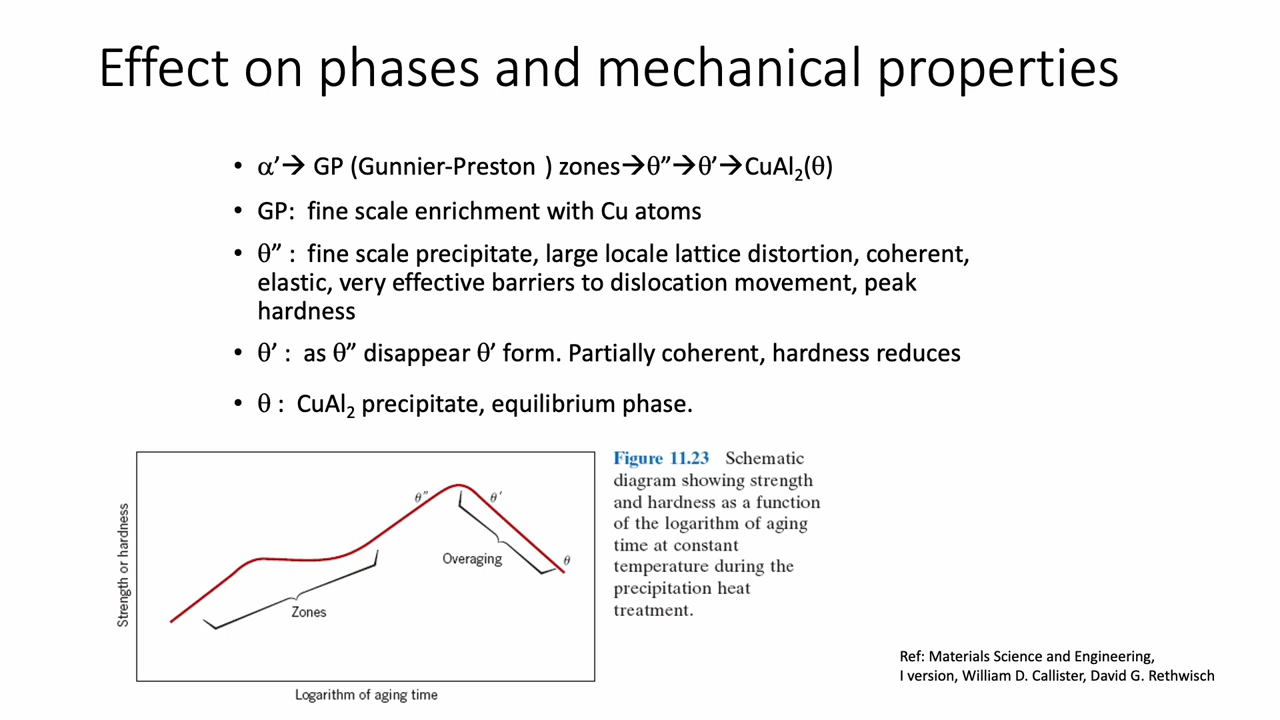 Effect on phases and mechanical properties
• α’→ GP (Gunnier-Preston ) zones→θ”→θ’→CuAl₂(θ)
• GP: fine scale enrichment with Cu atoms
• θ” : fine scale precipitate, large locale lattice distortion, coherent,
elastic, very effective barriers to dislocation movement, peak
hardness
• θ’ : as θ” disappear θ’ form. Partially coherent, hardness reduces
• θ : CuAl₂ precipitate, equilibrium phase.
Strength or hardness
θ"
θ'
Overaging
θ
Zones
Logarithm of aging time
Figure 11.23 Schematic
diagram showing strength
and hardness as a function
of the logarithm of aging
time at constant
temperature during the
precipitation heat
treatment.
Ref: Materials Science and Engineering,
I version, William D. Callister, David G. Rethwisch